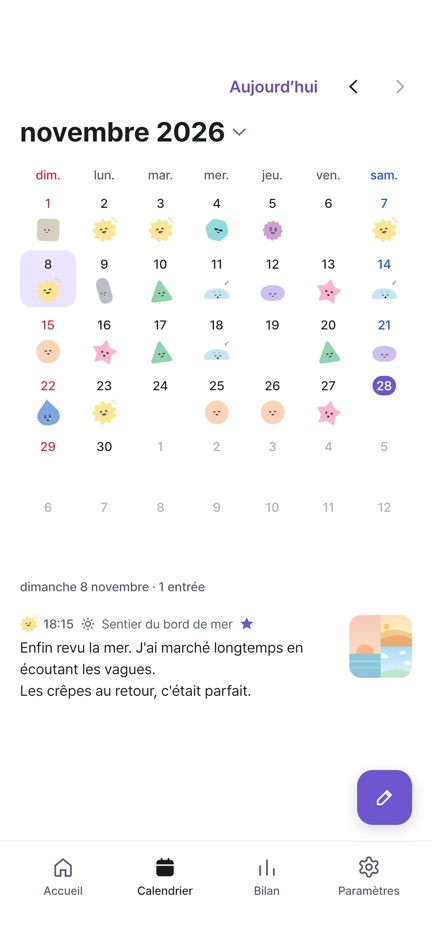 Aujourd’hui
novembre 2026
dim. lun. mar. mer. jeu. ven. sam.
1 2 3 4 5 6 7
8 9 10 11 12 13 14
15 16 17 18 19 20 21
22 23 24 25 26 27 28
29 30 1 2 3 4 5
6 7 8 9 10 11 12
dimanche 8 novembre · 1 entrée
18:15 Sentier du bord de mer
Enfin revu la mer. J'ai marché longtemps en
écoutant les vagues.
Les crêpes au retour, c'était parfait.
Accueil Calendrier Bilan Paramètres